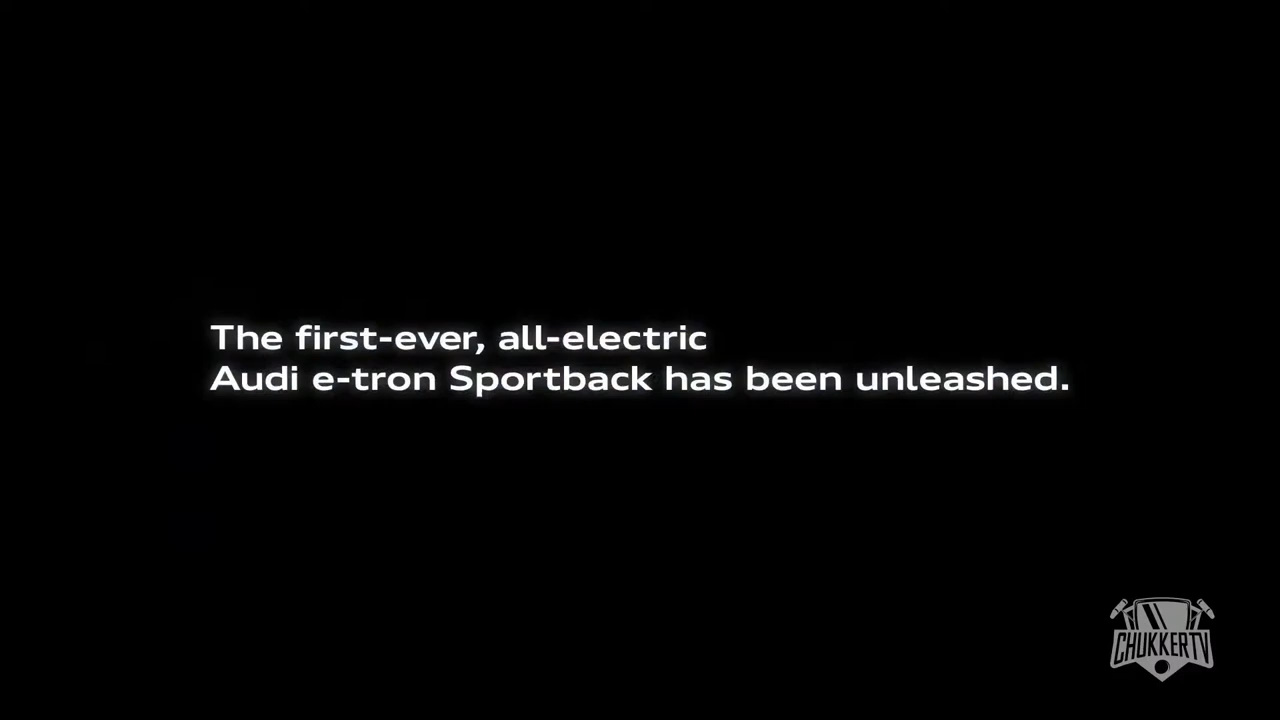 The first-ever, all-electric
Audi e-tron Sportback has been unleashed.
CHUKKERTV